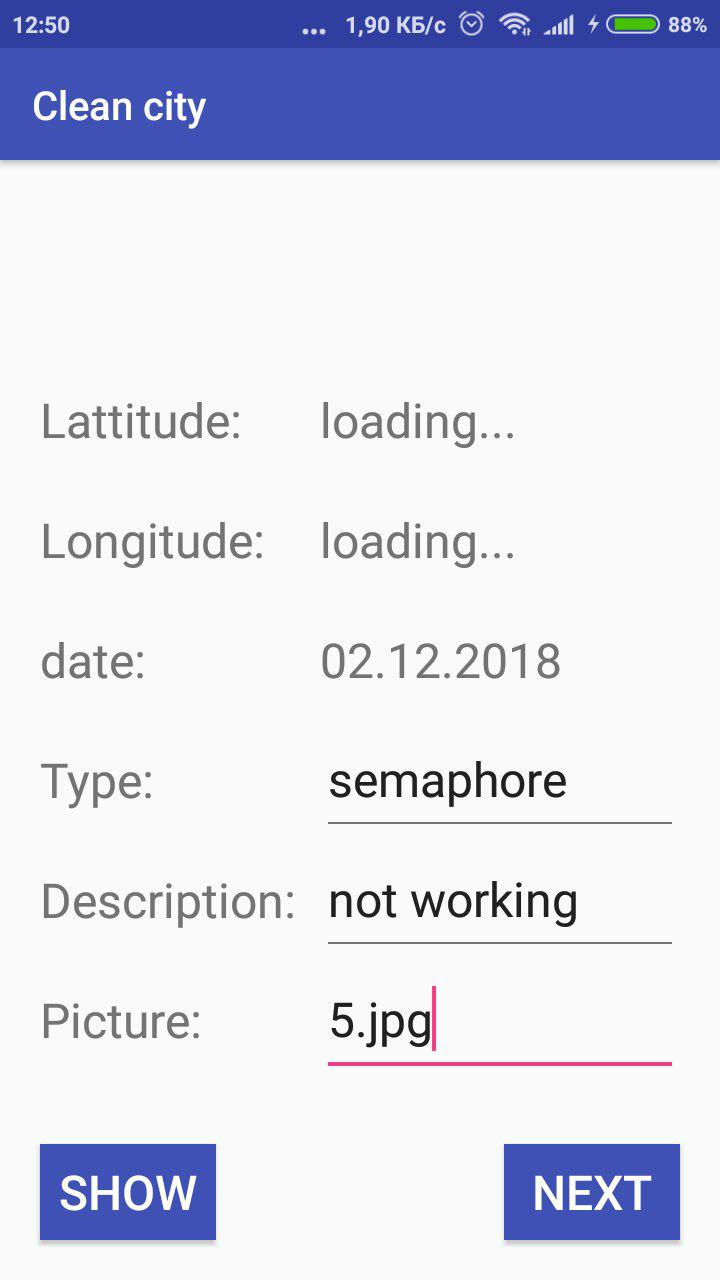 12:50 ... 1,90 КБ/с 88%
Clean city
Lattitude: loading...
Longitude: loading...
date: 02.12.2018
Type: semaphore
Description: not working
Picture: 5.jpg
SHOW NEXT